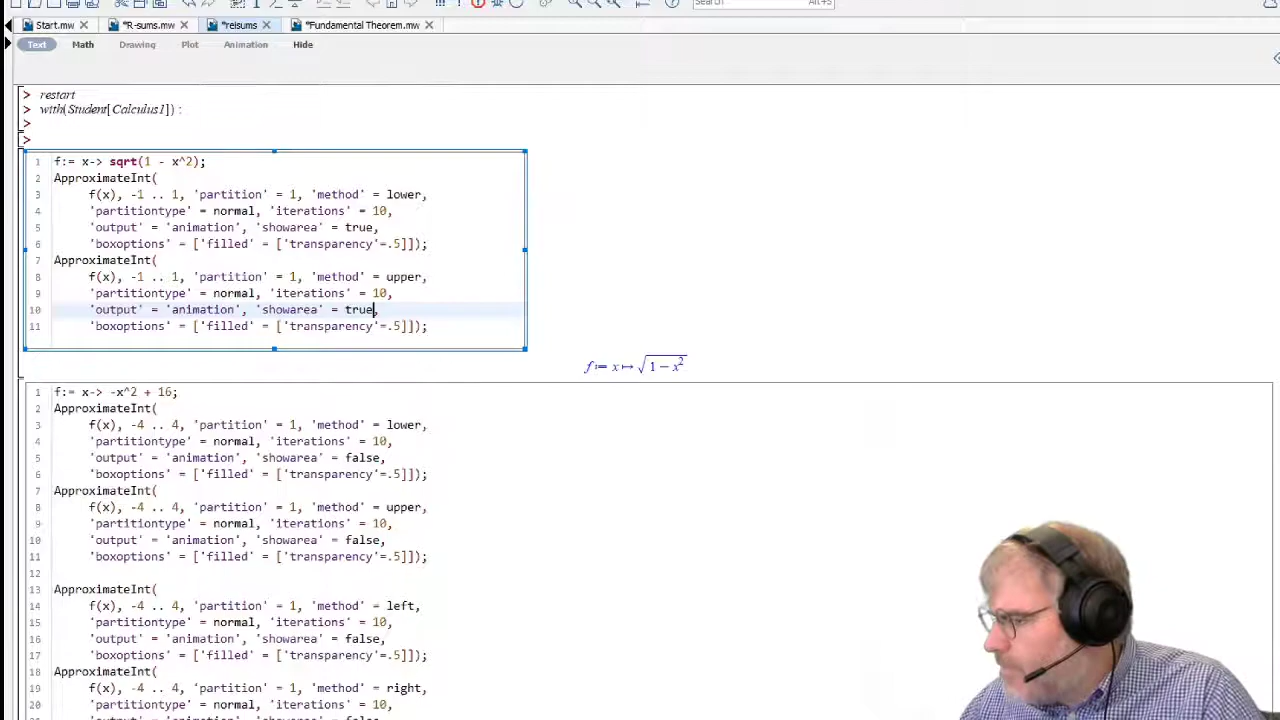 Search Alt+S
Start.mw *R-sums.mw *reisums *Fundamental Theorem.mw
Text Math Drawing Plot Animation Hide
> restart
> with(Student[Calculus1]) :
>
>
1 f:= x-> sqrt(1 - x^2);
2 ApproximateInt(
3 f(x), -1 .. 1, 'partition' = 1, 'method' = lower,
4 'partitiontype' = normal, 'iterations' = 10,
5 'output' = 'animation', 'showarea' = true,
6 'boxoptions' = ['filled' = ['transparency'=.5]]);
7 ApproximateInt(
8 f(x), -1 .. 1, 'partition' = 1, 'method' = upper,
9 'partitiontype' = normal, 'iterations' = 10,
10 'output' = 'animation', 'showarea' = true,
11 'boxoptions' = ['filled' = ['transparency'=.5]]);
f := x ↦ √(1 − x²)
1 f:= x-> -x^2 + 16;
2 ApproximateInt(
3 f(x), -4 .. 4, 'partition' = 1, 'method' = lower,
4 'partitiontype' = normal, 'iterations' = 10,
5 'output' = 'animation', 'showarea' = false,
6 'boxoptions' = ['filled' = ['transparency'=.5]]);
7 ApproximateInt(
8 f(x), -4 .. 4, 'partition' = 1, 'method' = upper,
9 'partitiontype' = normal, 'iterations' = 10,
10 'output' = 'animation', 'showarea' = false,
11 'boxoptions' = ['filled' = ['transparency'=.5]]);
12
13 ApproximateInt(
14 f(x), -4 .. 4, 'partition' = 1, 'method' = left,
15 'partitiontype' = normal, 'iterations' = 10,
16 'output' = 'animation', 'showarea' = false,
17 'boxoptions' = ['filled' = ['transparency'=.5]]);
18 ApproximateInt(
19 f(x), -4 .. 4, 'partition' = 1, 'method' = right,
20 'partitiontype' = normal, 'iterations' = 10,